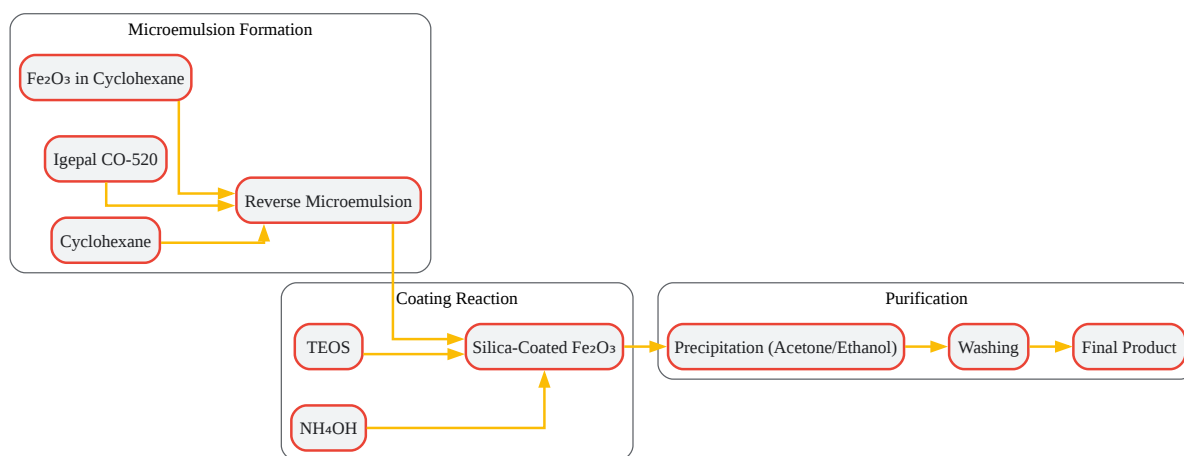 Microemulsion Formation
Fe₂O₃ in Cyclohexane
Igepal CO-520
Reverse Microemulsion
Cyclohexane
Coating Reaction
TEOS
Silica-Coated Fe₂O₃
NH₄OH
Purification
Precipitation (Acetone/Ethanol)
Washing
Final Product